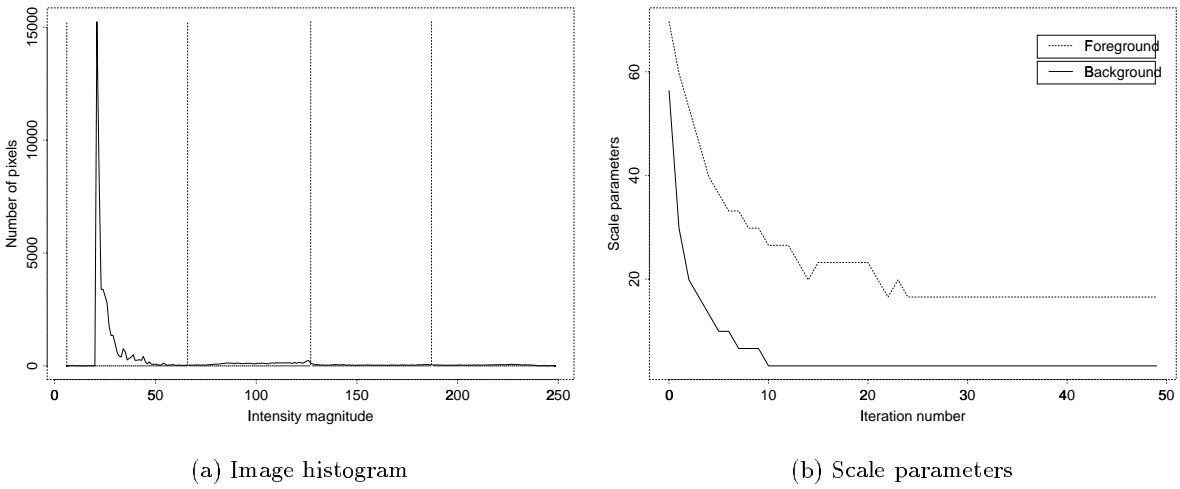 Number of pixels
15000
10000
5000
0
0 50 100 150 200 250
Intensity magnitude
(a) Image histogram
Scale parameters
60
40
20
Foreground
Background
0 10 20 30 40 50
Iteration number
(b) Scale parameters